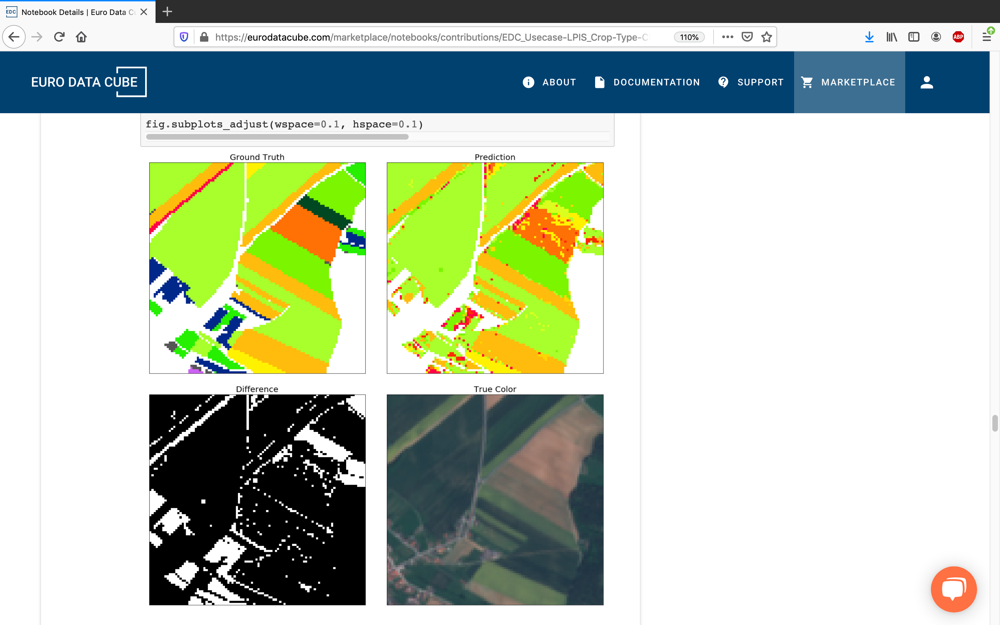 EDC Notebook Details | Euro Data Cu
https://eurodatacube.com/marketplace/notebooks/contributions/EDC_Usecase-LPIS_Crop-Type-C
110%
ABP
EURO DATA CUBE
ABOUT
DOCUMENTATION
SUPPORT
MARKETPLACE
fig.subplots_adjust(wspace=0.1, hspace=0.1)
Ground Truth
Prediction
Difference
True Color